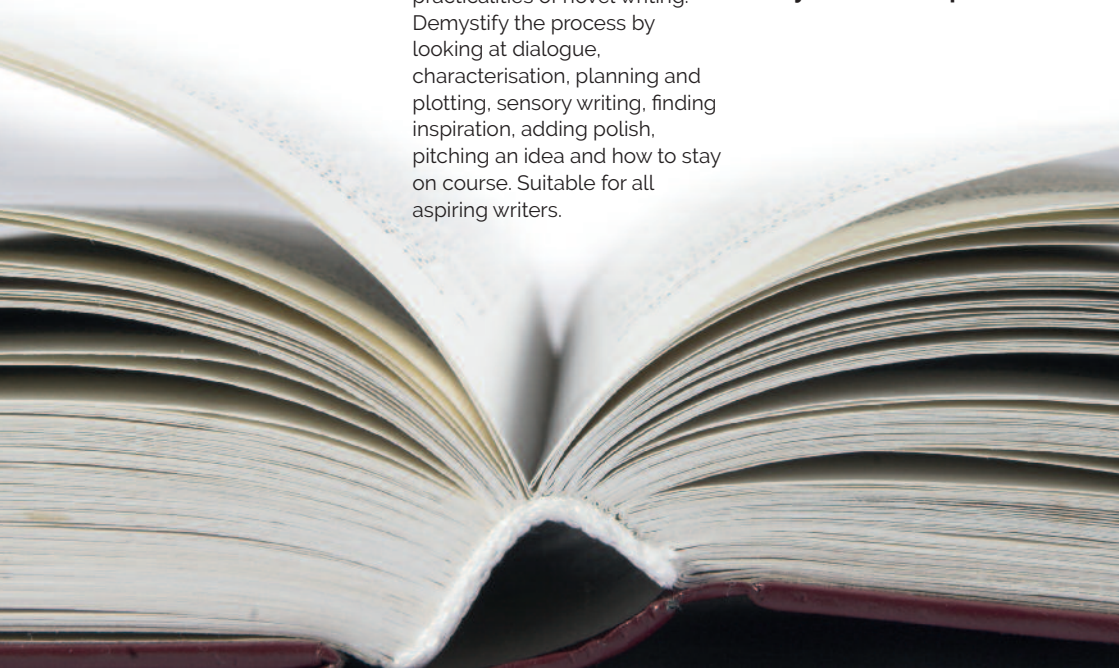 practicalities of novel writing.
Demystify the process by
looking at dialogue,
characterisation, planning and
plotting, sensory writing, finding
inspiration, adding polish,
pitching an idea and how to stay
on course. Suitable for all
aspiring writers.